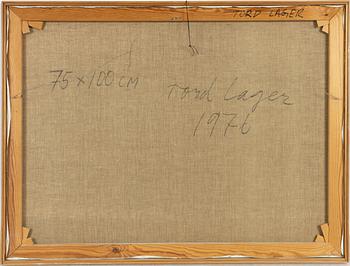 TORD LAGER
75 x 100 CM
Tord Lager
1976